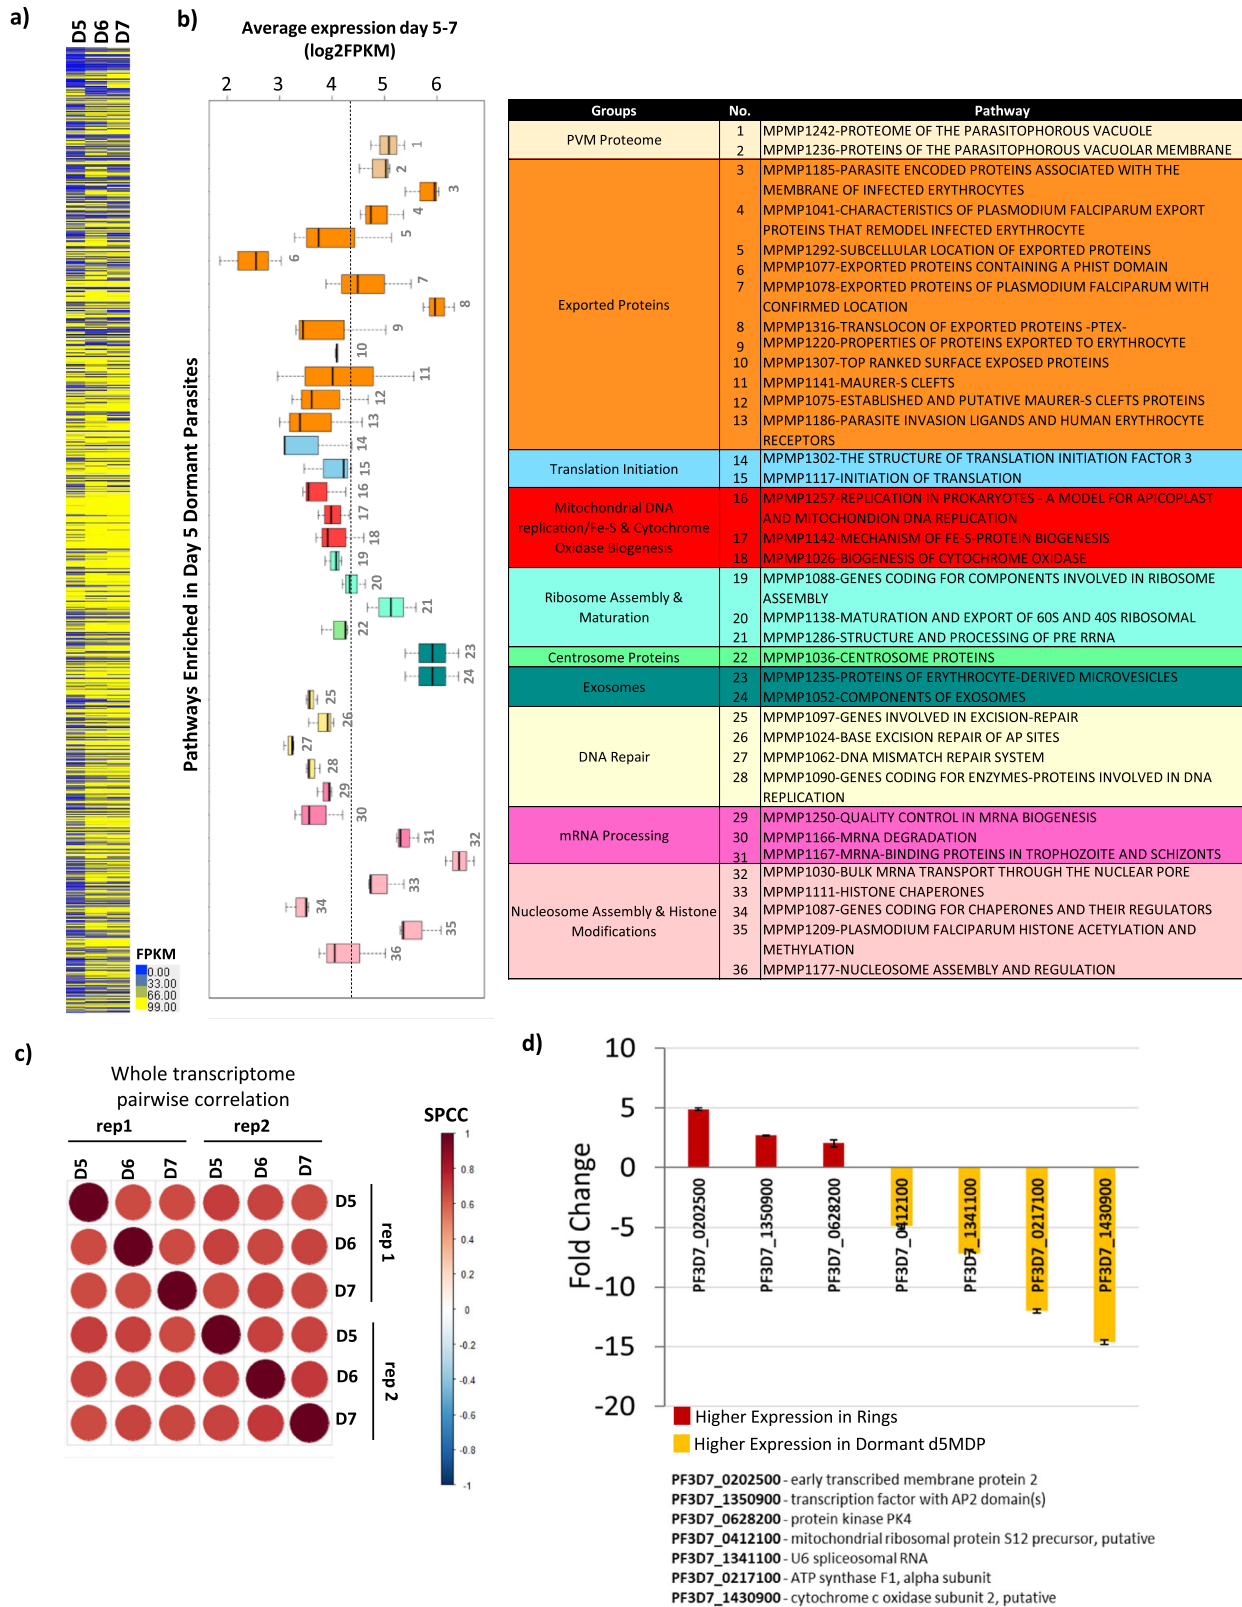 a)
D5
D6
D7
FPKM
0.00
33.00
66.00
99.00
b)
Average expression day 5-7
(log2FPKM)
2 3 4 5 6
Pathways Enriched in Day 5 Dormant Parasites
1
2
3
4
5
6
7
8
9
10
11
12
13
14
15
16
17
18
19
20
21
22
23
24
25
26
27
28
29
30
31
32
33
34
35
36
Groups No. Pathway
PVM Proteome
1 MPMP1242-PROTEOME OF THE PARASITOPHOROUS VACUOLE
2 MPMP1236-PROTEINS OF THE PARASITOPHOROUS VACUOLAR MEMBRANE
Exported Proteins
3 MPMP1185-PARASITE ENCODED PROTEINS ASSOCIATED WITH THE
MEMBRANE OF INFECTED ERYTHROCYTES
4 MPMP1041-CHARACTERISTICS OF PLASMODIUM FALCIPARUM EXPORT
PROTEINS THAT REMODEL INFECTED ERYTHROCYTE
5 MPMP1292-SUBCELLULAR LOCATION OF EXPORTED PROTEINS
6 MPMP1077-EXPORTED PROTEINS CONTAINING A PHIST DOMAIN
7 MPMP1078-EXPORTED PROTEINS OF PLASMODIUM FALCIPARUM WITH
CONFIRMED LOCATION
8 MPMP1316-TRANSLOCON OF EXPORTED PROTEINS -PTEX-
9 MPMP1220-PROPERTIES OF PROTEINS EXPORTED TO ERYTHROCYTE
10 MPMP1307-TOP RANKED SURFACE EXPOSED PROTEINS
11 MPMP1141-MAURER-S CLEFTS
12 MPMP1075-ESTABLISHED AND PUTATIVE MAURER-S CLEFTS PROTEINS
13 MPMP1186-PARASITE INVASION LIGANDS AND HUMAN ERYTHROCYTE
RECEPTORS
Translation Initiation
14 MPMP1302-THE STRUCTURE OF TRANSLATION INITIATION FACTOR 3
15 MPMP1117-INITIATION OF TRANSLATION
Mitochondrial DNA
replication/Fe-S & Cytochrome
Oxidase Biogenesis
16 MPMP1257-REPLICATION IN PROKARYOTES - A MODEL FOR APICOPLAST
AND MITOCHONDION DNA REPLICATION
17 MPMP1142-MECHANISM OF FE-S-PROTEIN BIOGENESIS
18 MPMP1026-BIOGENESIS OF CYTOCHROME OXIDASE
Ribosome Assembly &
Maturation
19 MPMP1088-GENES CODING FOR COMPONENTS INVOLVED IN RIBOSOME
ASSEMBLY
20 MPMP1138-MATURATION AND EXPORT OF 60S AND 40S RIBOSOMAL
21 MPMP1286-STRUCTURE AND PROCESSING OF PRE RRNA
Centrosome Proteins
22 MPMP1036-CENTROSOME PROTEINS
Exosomes
23 MPMP1235-PROTEINS OF ERYTHROCYTE-DERIVED MICROVESICLES
24 MPMP1052-COMPONENTS OF EXOSOMES
DNA Repair
25 MPMP1097-GENES INVOLVED IN EXCISION-REPAIR
26 MPMP1024-BASE EXCISION REPAIR OF AP SITES
27 MPMP1062-DNA MISMATCH REPAIR SYSTEM
28 MPMP1090-GENES CODING FOR ENZYMES-PROTEINS INVOLVED IN DNA
REPLICATION
mRNA Processing
29 MPMP1250-QUALITY CONTROL IN MRNA BIOGENESIS
30 MPMP1166-MRNA DEGRADATION
31 MPMP1167-MRNA-BINDING PROTEINS IN TROPHOZOITE AND SCHIZONTS
Nucleosome Assembly & Histone
Modifications
32 MPMP1030-BULK MRNA TRANSPORT THROUGH THE NUCLEAR PORE
33 MPMP1111-HISTONE CHAPERONES
34 MPMP1087-GENES CODING FOR CHAPERONES AND THEIR REGULATORS
35 MPMP1209-PLASMODIUM FALCIPARUM HISTONE ACETYLATION AND
METHYLATION
36 MPMP1177-NUCLEOSOME ASSEMBLY AND REGULATION
c)
Whole transcriptome
pairwise correlation
rep1 rep2
D5 D6 D7 D5 D6 D7
D5
D6
D7
D5
D6
D7
rep 1
rep 2
SPCC
1
0.8
0.6
0.4
0.2
0
-0.2
-0.4
-0.6
-0.8
-1
d)
Fold Change
10
5
0
-5
-10
-15
-20
PF3D7_0202500
PF3D7_1350900
PF3D7_0628200
PF3D7_0412100
PF3D7_1341100
PF3D7_0217100
PF3D7_1430900
Higher Expression in Rings
Higher Expression in Dormant d5MDP
PF3D7_0202500 - early transcribed membrane protein 2
PF3D7_1350900 - transcription factor with AP2 domain(s)
PF3D7_0628200 - protein kinase PK4
PF3D7_0412100 - mitochondrial ribosomal protein S12 precursor, putative
PF3D7_1341100 - U6 spliceosomal RNA
PF3D7_0217100 - ATP synthase F1, alpha subunit
PF3D7_1430900 - cytochrome c oxidase subunit 2, putative